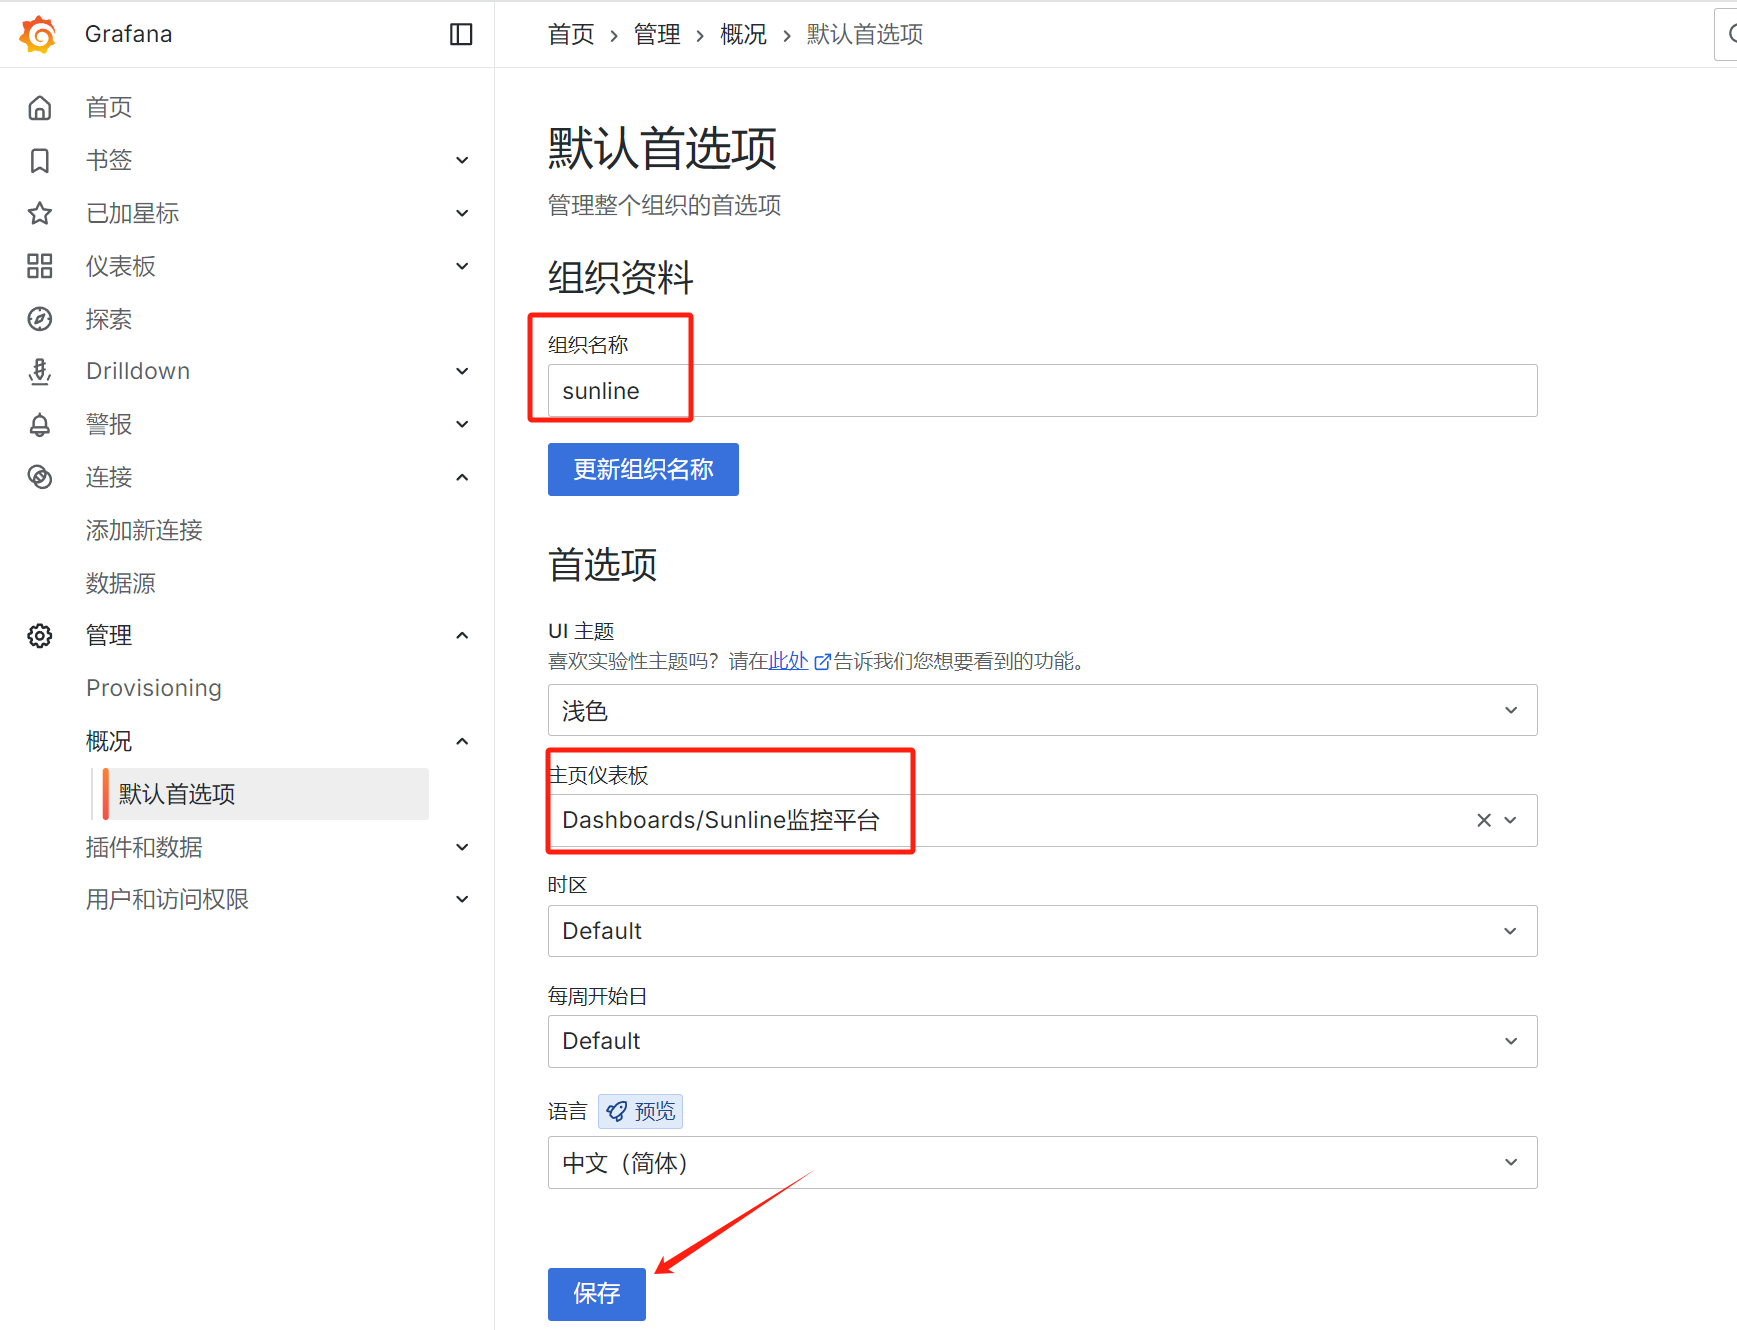 Grafana
首页
书签
已加星标
仪表板
探索
Drilldown
警报
连接
添加新连接
数据源
管理
Provisioning
概况
默认首选项
插件和数据
用户和访问权限
首页 › 管理 › 概况 › 默认首选项
默认首选项
管理整个组织的首选项
组织资料
组织名称
sunline
更新组织名称
首选项
UI 主题
喜欢实验性主题吗？请在此处告诉我们您想要看到的功能。
浅色
主页仪表板
Dashboards/Sunline监控平台
时区
Default
每周开始日
Default
语言 预览
中文（简体）
保存